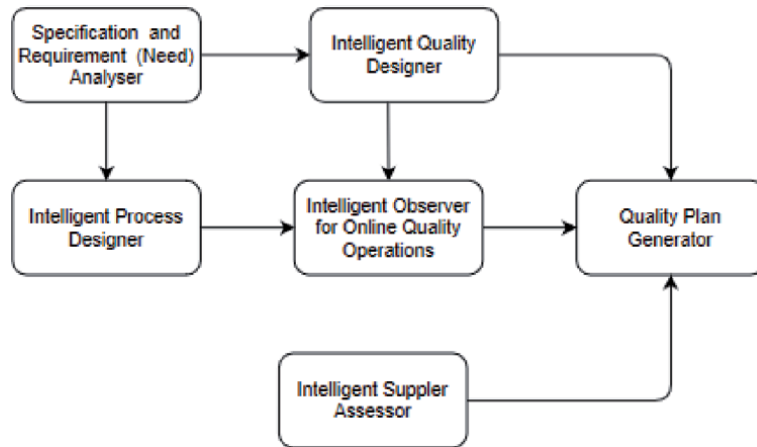 Specification and
Requirement (Need)
Analyser
Intelligent Quality
Designer
Intelligent Process
Designer
Intelligent Observer
for Online Quality
Operations
Quality Plan
Generator
Intelligent Suppler
Assessor